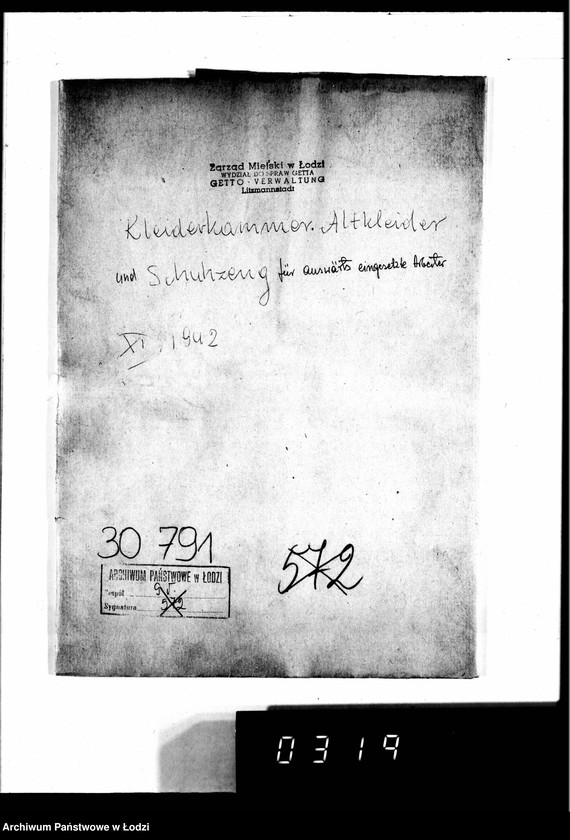 Zarząd Miejski w Łodzi
WYDZIAŁ DO SPRAW GETTA
GETTO-VERWALTUNG
Litzmannstadt
Kleiderkammer. Altkleider
und Schuhzeug für auswärts eingesetzte Arbeiter
XI. 1942
30 791
572
ARCHIWUM PAŃSTWOWE w ŁODZI
Zespół
Sygnatura 572
0319
Archiwum Państwowe w Łodzi